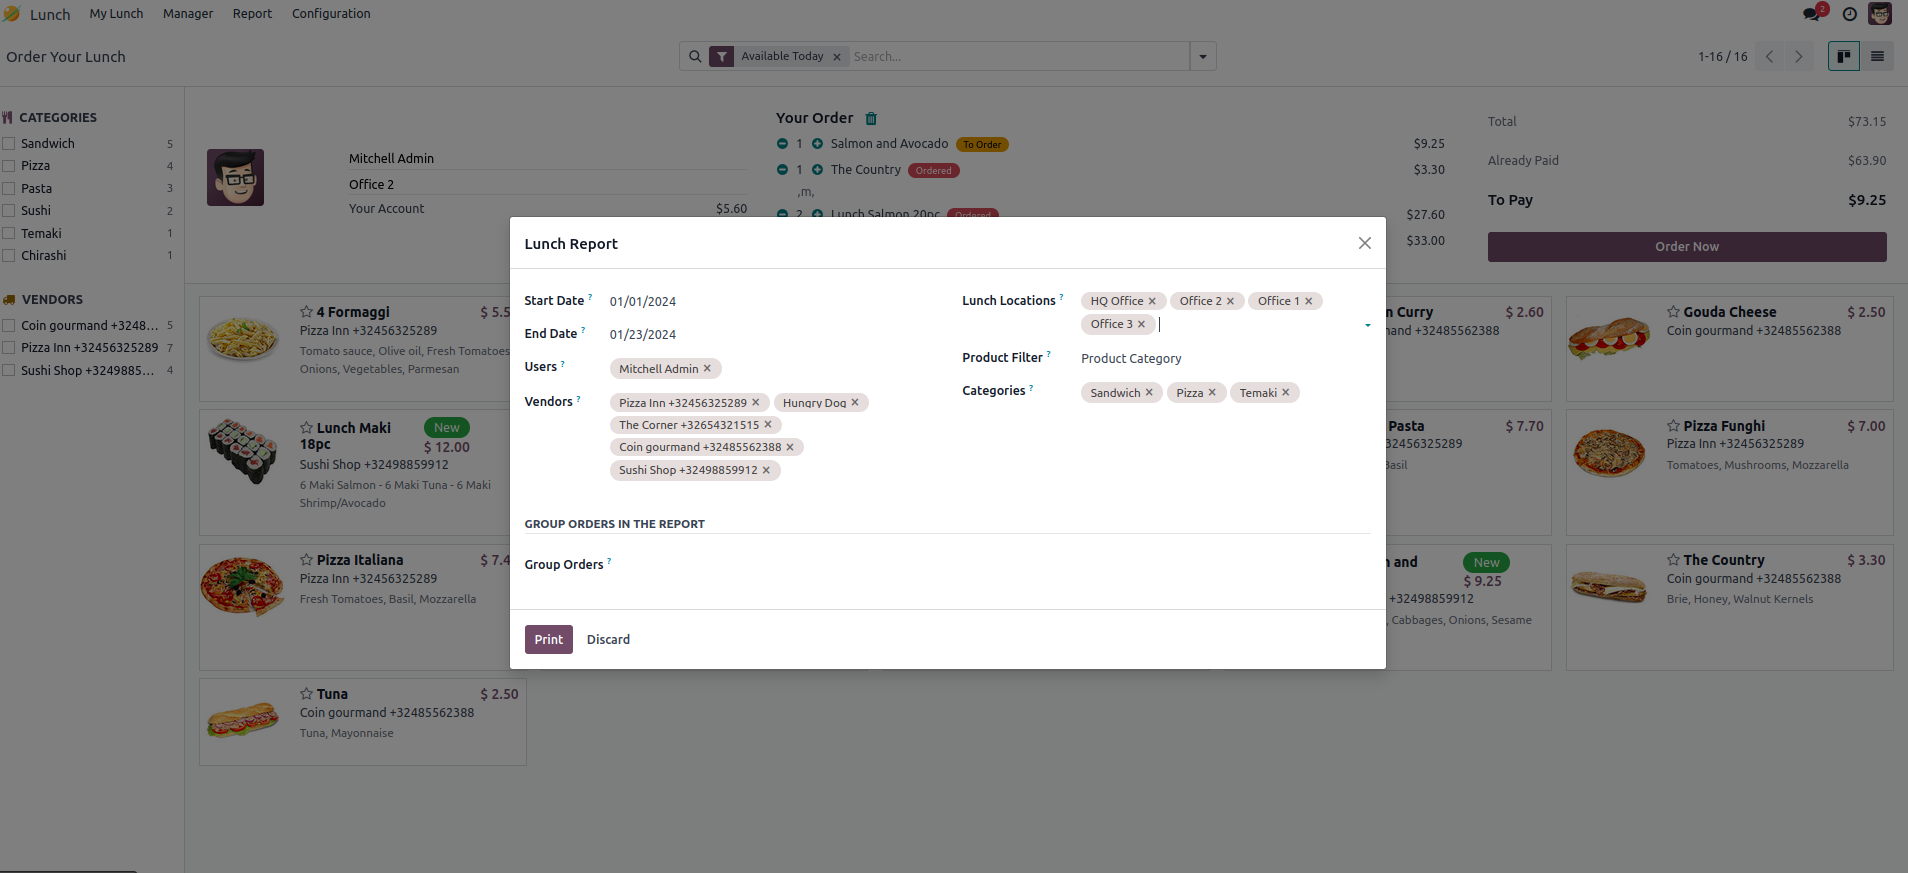 Lunch My Lunch Manager Report Configuration 2
Order Your Lunch Available Today × Search... 1-16 / 16
CATEGORIES
Sandwich 5
Pizza 4
Pasta 3
Sushi 2
Temaki 1
Chirashi 1
VENDORS
Coin gourmand +3248... 5
Pizza Inn +32456325289 7
Sushi Shop +3249885... 4
Mitchell Admin
Office 2
Your Account $5.60
Your Order
1 Salmon and Avocado To Order $9.25
1 The Country Ordered $3.30
,m,
2 Lunch Salmon 20pc Ordered $27.60
$33.00
Total $73.15
Already Paid $63.90
To Pay $9.25
Order Now
Lunch Report
Start Date ? 01/01/2024
End Date ? 01/23/2024
Users ? Mitchell Admin ×
Vendors ? Pizza Inn +32456325289 × Hungry Dog ×
The Corner +32654321515 ×
Coin gourmand +32485562388 ×
Sushi Shop +32498859912 ×
Lunch Locations ? HQ Office × Office 2 × Office 1 ×
Office 3 ×
Product Filter ? Product Category
Categories ? Sandwich × Pizza × Temaki ×
GROUP ORDERS IN THE REPORT
Group Orders ?
Print Discard
4 Formaggi $ 5.5
Pizza Inn +32456325289
Tomato sauce, Olive oil, Fresh Tomatoes
Onions, Vegetables, Parmesan
n Curry $ 2.60
mand +32485562388
Gouda Cheese $ 2.50
Coin gourmand +32485562388
Lunch Maki New
18pc $ 12.00
Sushi Shop +32498859912
6 Maki Salmon - 6 Maki Tuna - 6 Maki
Shrimp/Avocado
Pasta $ 7.70
32456325289
Basil
Pizza Funghi $ 7.00
Pizza Inn +32456325289
Tomatoes, Mushrooms, Mozzarella
Pizza Italiana $ 7.4
Pizza Inn +32456325289
Fresh Tomatoes, Basil, Mozzarella
n and New
$ 9.25
+32498859912
, Cabbages, Onions, Sesame
The Country $ 3.30
Coin gourmand +32485562388
Brie, Honey, Walnut Kernels
Tuna $ 2.50
Coin gourmand +32485562388
Tuna, Mayonnaise